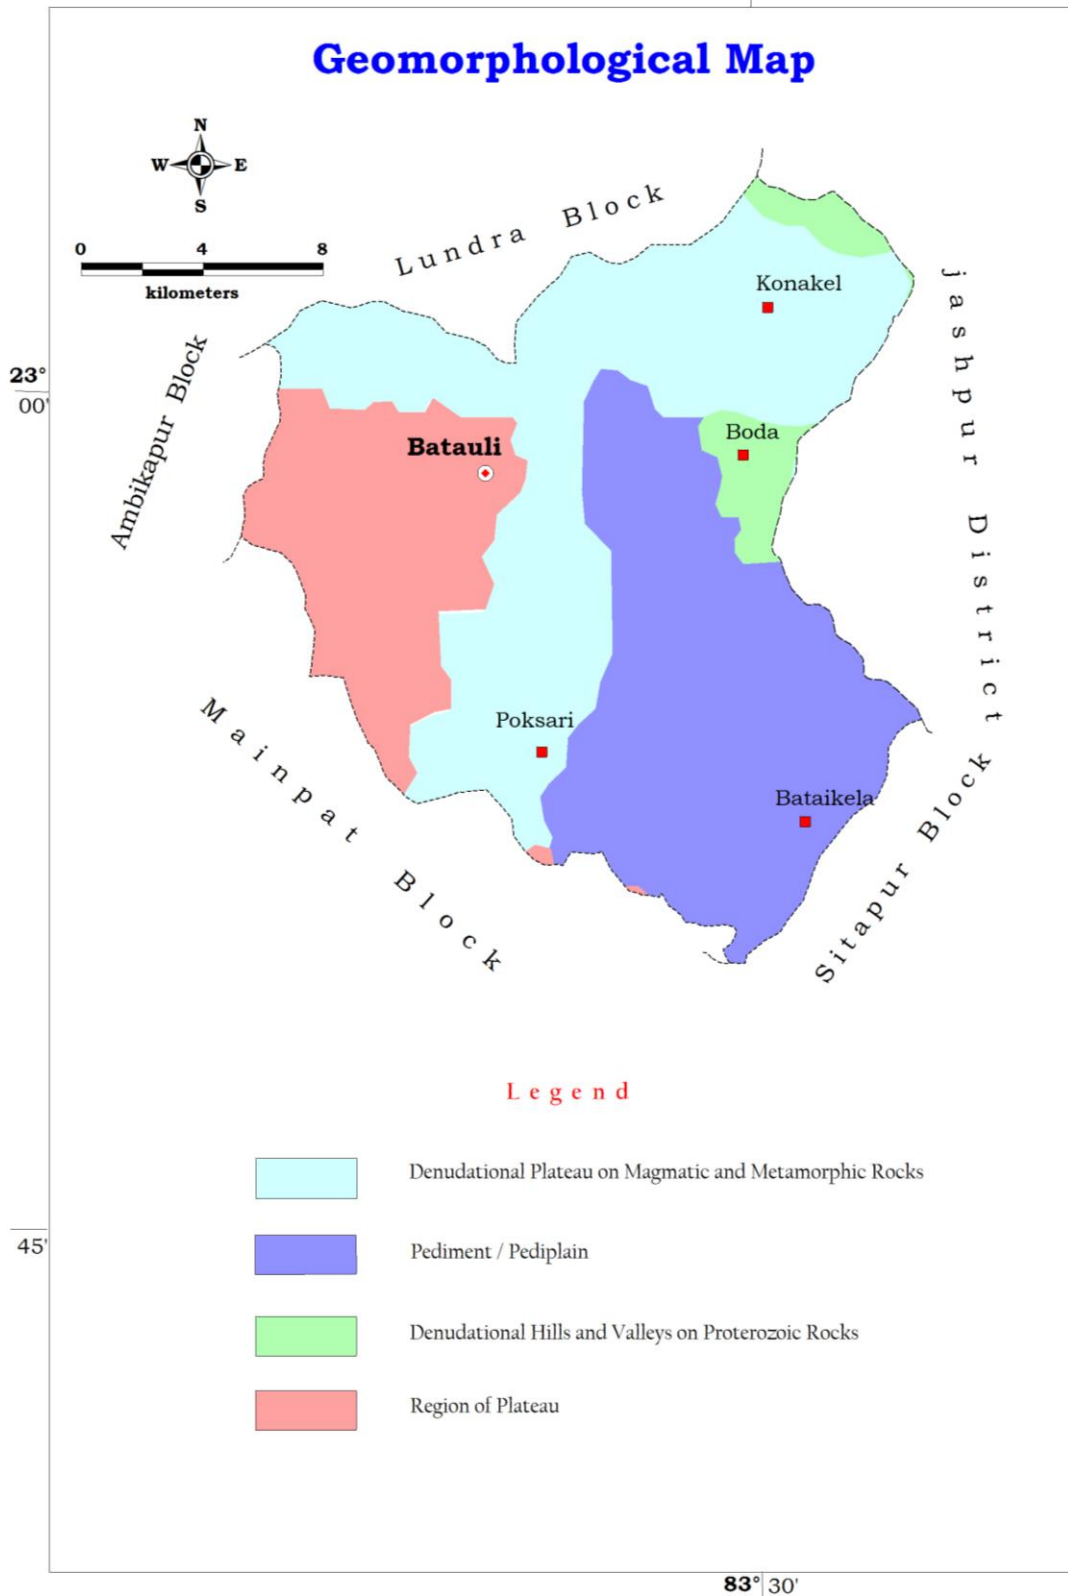 Geomorphological Map
N
W E
S
0 4 8
kilometers
Lundra Block
Ambikapur Block
23°
00'
Konakel
jashpur District
Boda
Batauli
Poksari
Bataikela
Mainpat Block
Sitapur Block
Legend
Denudational Plateau on Magmatic and Metamorphic Rocks
45'
Pediment / Pediplain
Denudational Hills and Valleys on Proterozoic Rocks
Region of Plateau
83° 30'